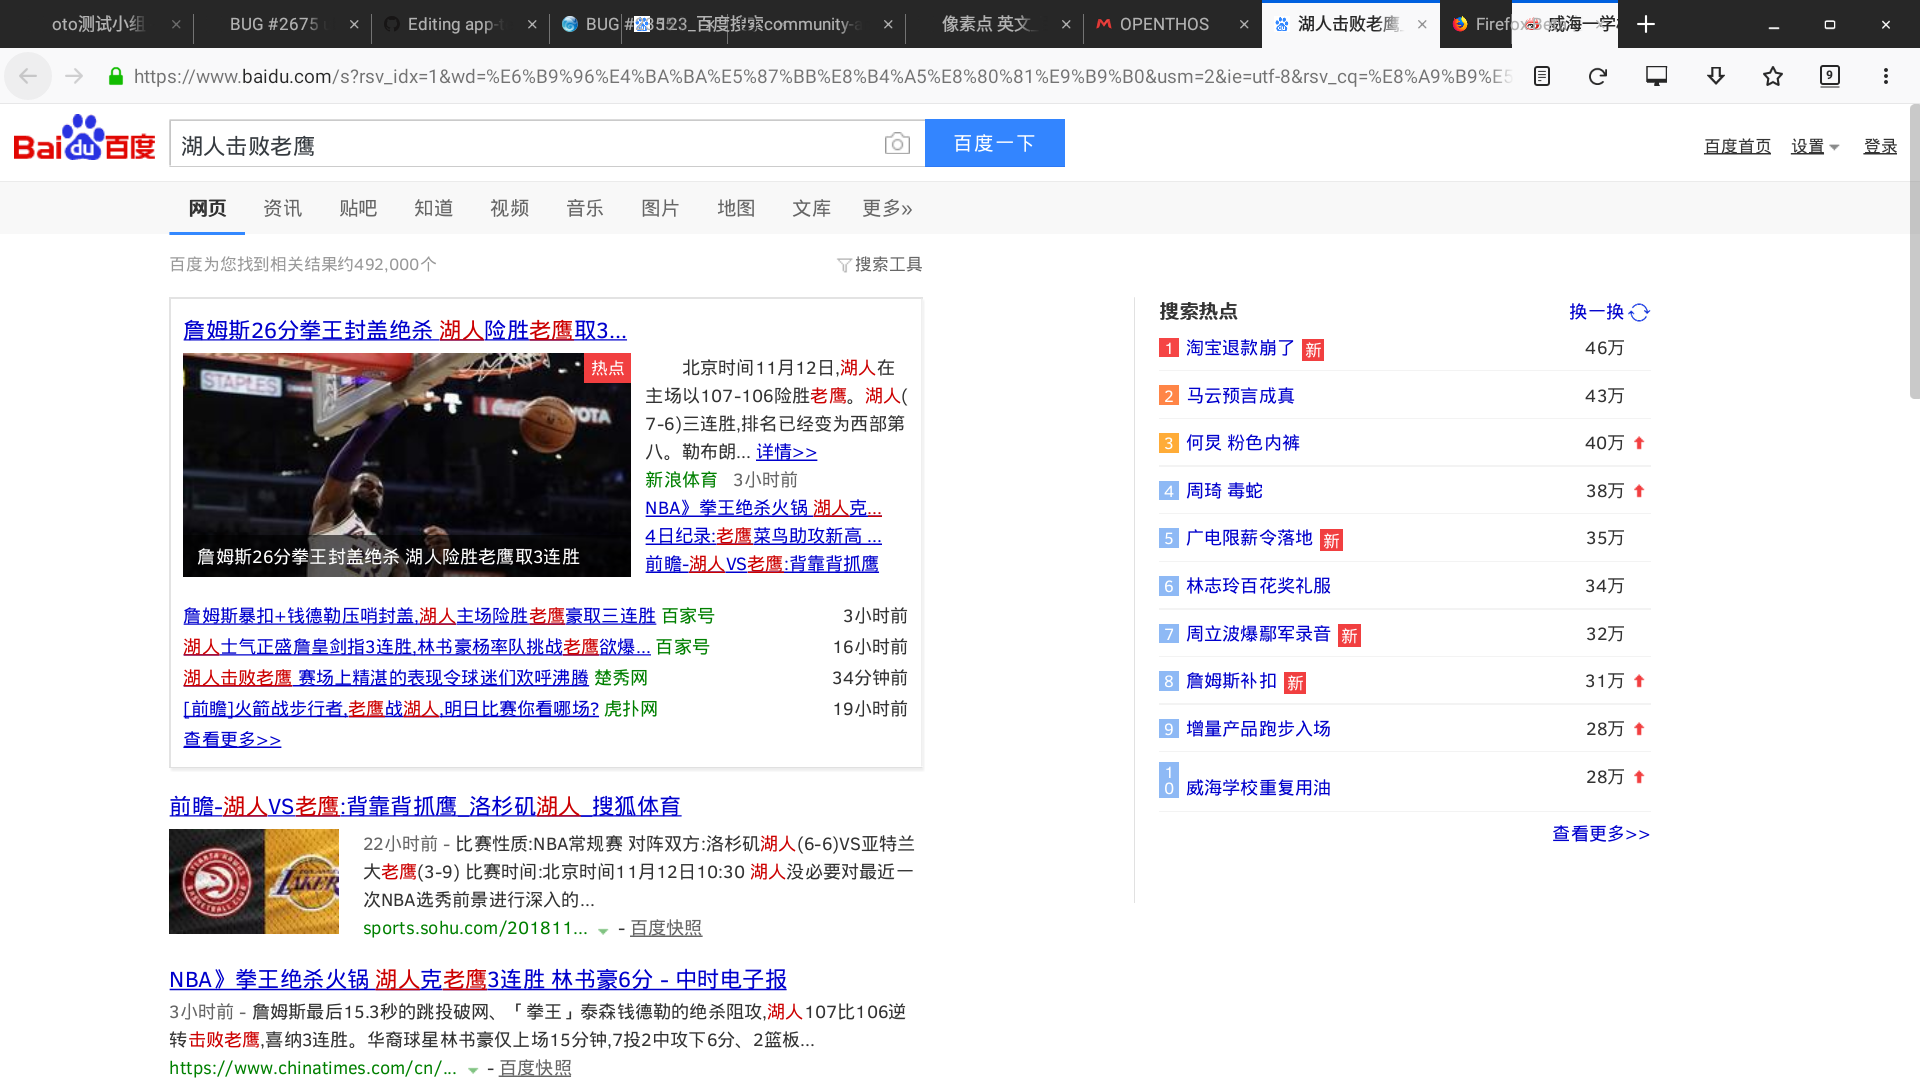 oto测试小组
BUG #2675
Editing app-t
BUG #
123_百度搜索
community-a
像素点 英文_
OPENTHOS
湖人击败老鹰_
Firefox
威海一学校
https://www.baidu.com/s?rsv_idx=1&wd=%E6%B9%96%E4%BA%BA%E5%87%BB%E8%B4%A5%E8%80%81%E9%B9%B0&usm=2&ie=utf-8&rsv_cq=%E8%A9%B9%E5
9
Bai du 百度
湖人击败老鹰
百度一下
百度首页 设置 登录
网页 资讯 贴吧 知道 视频 音乐 图片 地图 文库 更多»
百度为您找到相关结果约492,000个
搜索工具
詹姆斯26分拳王封盖绝杀 湖人险胜老鹰取3...
STAPLES
YOTA
热点
詹姆斯26分拳王封盖绝杀 湖人险胜老鹰取3连胜
北京时间11月12日,湖人在
主场以107-106险胜老鹰。湖人(
7-6)三连胜,排名已经变为西部第
八。勒布朗... 详情>>
新浪体育 3小时前
NBA》拳王绝杀火锅 湖人克...
4日纪录:老鹰菜鸟助攻新高 ...
前瞻-湖人VS老鹰:背靠背抓鹰
詹姆斯暴扣+钱德勒压哨封盖,湖人主场险胜老鹰豪取三连胜 百家号 3小时前
湖人士气正盛詹皇剑指3连胜,林书豪杨率队挑战老鹰欲爆... 百家号 16小时前
湖人击败老鹰 赛场上精湛的表现令球迷们欢呼沸腾 楚秀网 34分钟前
[前瞻]火箭战步行者,老鹰战湖人,明日比赛你看哪场? 虎扑网 19小时前
查看更多>>
前瞻-湖人VS老鹰:背靠背抓鹰_洛杉矶湖人_搜狐体育
LAKER
22小时前 - 比赛性质:NBA常规赛 对阵双方:洛杉矶湖人(6-6)VS亚特兰
大老鹰(3-9) 比赛时间:北京时间11月12日10:30 湖人没必要对最近一
次NBA选秀前景进行深入的...
sports.sohu.com/201811... - 百度快照
NBA》拳王绝杀火锅 湖人克老鹰3连胜 林书豪6分 - 中时电子报
3小时前 - 詹姆斯最后15.3秒的跳投破网、「拳王」泰森钱德勒的绝杀阻攻,湖人107比106逆
转击败老鹰,喜纳3连胜。华裔球星林书豪仅上场15分钟,7投2中攻下6分、2篮板...
https://www.chinatimes.com/cn/... - 百度快照
搜索热点 换一换
1 淘宝退款崩了 新 46万
2 马云预言成真 43万
3 何炅 粉色内裤 40万
4 周琦 毒蛇 38万
5 广电限薪令落地 新 35万
6 林志玲百花奖礼服 34万
7 周立波爆鄢军录音 新 32万
8 詹姆斯补扣 新 31万
9 增量产品跑步入场 28万
10 威海学校重复用油 28万
查看更多>>